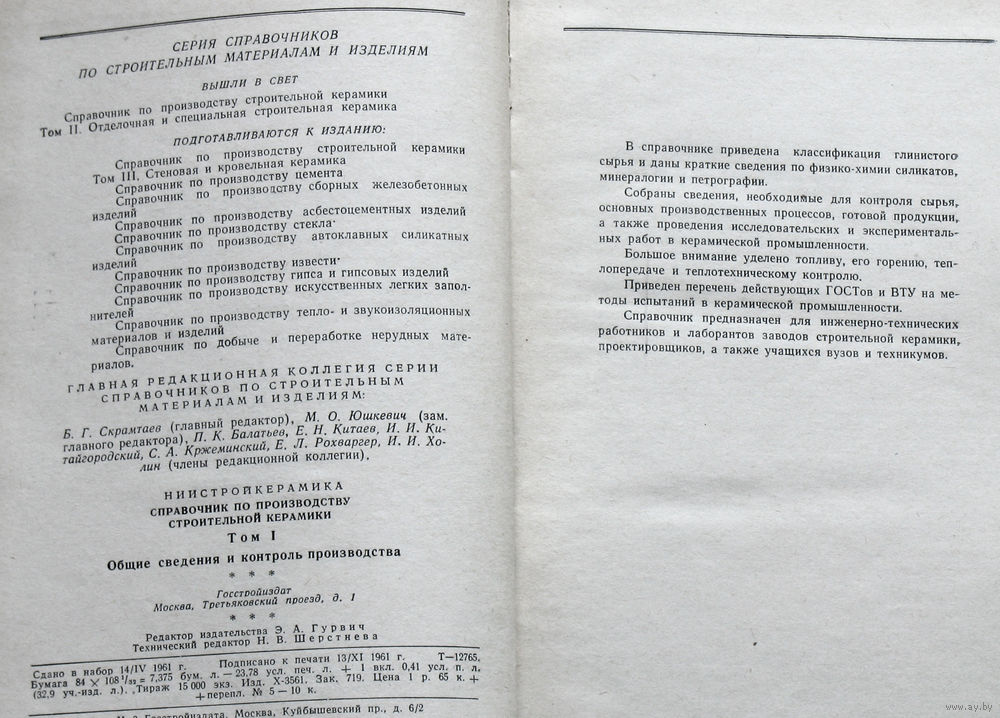 СЕРИЯ СПРАВОЧНИКОВ
ПО СТРОИТЕЛЬНЫМ МАТЕРИАЛАМ И ИЗДЕЛИЯМ
ВЫШЛИ В СВЕТ
Справочник по производству строительной керамики
Том II. Отделочная и специальная строительная керамика
ПОДГОТАВЛИВАЮТСЯ К ИЗДАНИЮ:
Справочник по производству строительной керамики
Том III. Стеновая и кровельная керамика
Справочник по производству цемента
Справочник по производству сборных железобетонных
изделий
Справочник по производству асбестоцементных изделий
Справочник по производству стекла
Справочник по производству автоклавных силикатных
изделий
Справочник по производству извести
Справочник по производству гипса и гипсовых изделий
Справочник по производству искусственных легких запол-
нителей
Справочник по производству тепло- и звукоизоляционных
материалов и изделий
Справочник по добыче и переработке нерудных мате-
риалов.
ГЛАВНАЯ РЕДАКЦИОННАЯ КОЛЛЕГИЯ СЕРИИ
СПРАВОЧНИКОВ ПО СТРОИТЕЛЬНЫМ
МАТЕРИАЛАМ И ИЗДЕЛИЯМ:
Б. Г. Скрамтаев (главный редактор), М. О. Юшкевич (зам.
главного редактора), П. К. Балатьев, Е. Н. Китаев, И. И. Ки-
тайгородский, С. А. Кржеминский, Е. Л. Рохваргер, И. И. Хо-
лин (члены редакционной коллегии).
НИИСТРОЙКЕРАМИКА
СПРАВОЧНИК ПО ПРОИЗВОДСТВУ
СТРОИТЕЛЬНОЙ КЕРАМИКИ
Том I
Общие сведения и контроль производства
* * *
Госстройиздат
Москва, Третьяковский проезд, д. 1
* * *
Редактор издательства Э. А. Гурвич
Технический редактор Н. В. Шерстнева
Сдано в набор 14/IV 1961 г. Подписано к печати 13/XI 1961 г. Т—12765.
Бумага 84 × 108 1/32 = 7,375 бум. л. — 23,78 усл. печ. л. + 1 вкл. 0,41 усл. п. л.
(32,9 уч.-изд. л.). Тираж 15 000 экз. Изд. X-3561. Зак. 719. Цена 1 р. 65 к. +
+ перепл. № 5 — 10 к.
Госстройиздата, Москва, Куйбышевский пр., д. 6/2
В справочнике приведена классификация глинистого
сырья и даны краткие сведения по физико-химии силикатов,
минералогии и петрографии.
Собраны сведения, необходимые для контроля сырья,
основных производственных процессов, готовой продукции,
а также проведения исследовательских и эксперименталь-
ных работ в керамической промышленности.
Большое внимание уделено топливу, его горению, теп-
лопередаче и теплотехническому контролю.
Приведен перечень действующих ГОСТов и ВТУ на ме-
тоды испытаний в керамической промышленности.
Справочник предназначен для инженерно-технических
работников и лаборантов заводов строительной керамики,
проектировщиков, а также учащихся вузов и техникумов.
www.ay.by